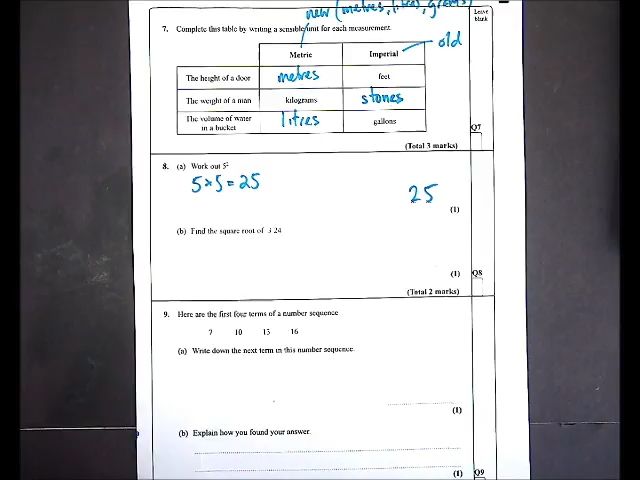 new (metres, litres, grams)
Leave
blank
7. Complete this table by writing a sensible unit for each measurement.
Metric Imperial
old
The height of a door metres feet
The weight of a man kilograms stones
The volume of water
in a bucket litres gallons
Q7
(Total 3 marks)
8. (a) Work out 5²
5×5=25
25
(1)
(b) Find the square root of 3.24
(1) Q8
(Total 2 marks)
9. Here are the first four terms of a number sequence
7 10 13 16
(a) Write down the next term in this number sequence.
(1)
(b) Explain how you found your answer.
(1) Q9